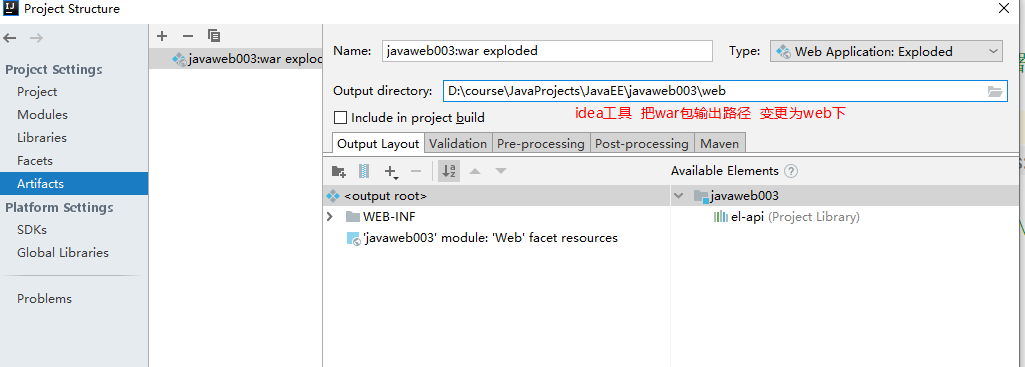 Project Structure
Project Settings
Project
Modules
Libraries
Facets
Artifacts
Platform Settings
SDKs
Global Libraries
Problems
javaweb003:war exploc
Name: javaweb003:war exploded Type: Web Application: Exploded
Output directory: D:\course\JavaProjects\JavaEE\javaweb003\web
Include in project build
idea工具 把war包输出路径 变更为web下
Output Layout Validation Pre-processing Post-processing Maven
Available Elements ?
<output root>
WEB-INF
'javaweb003' module: 'Web' facet resources
javaweb003
el-api (Project Library)